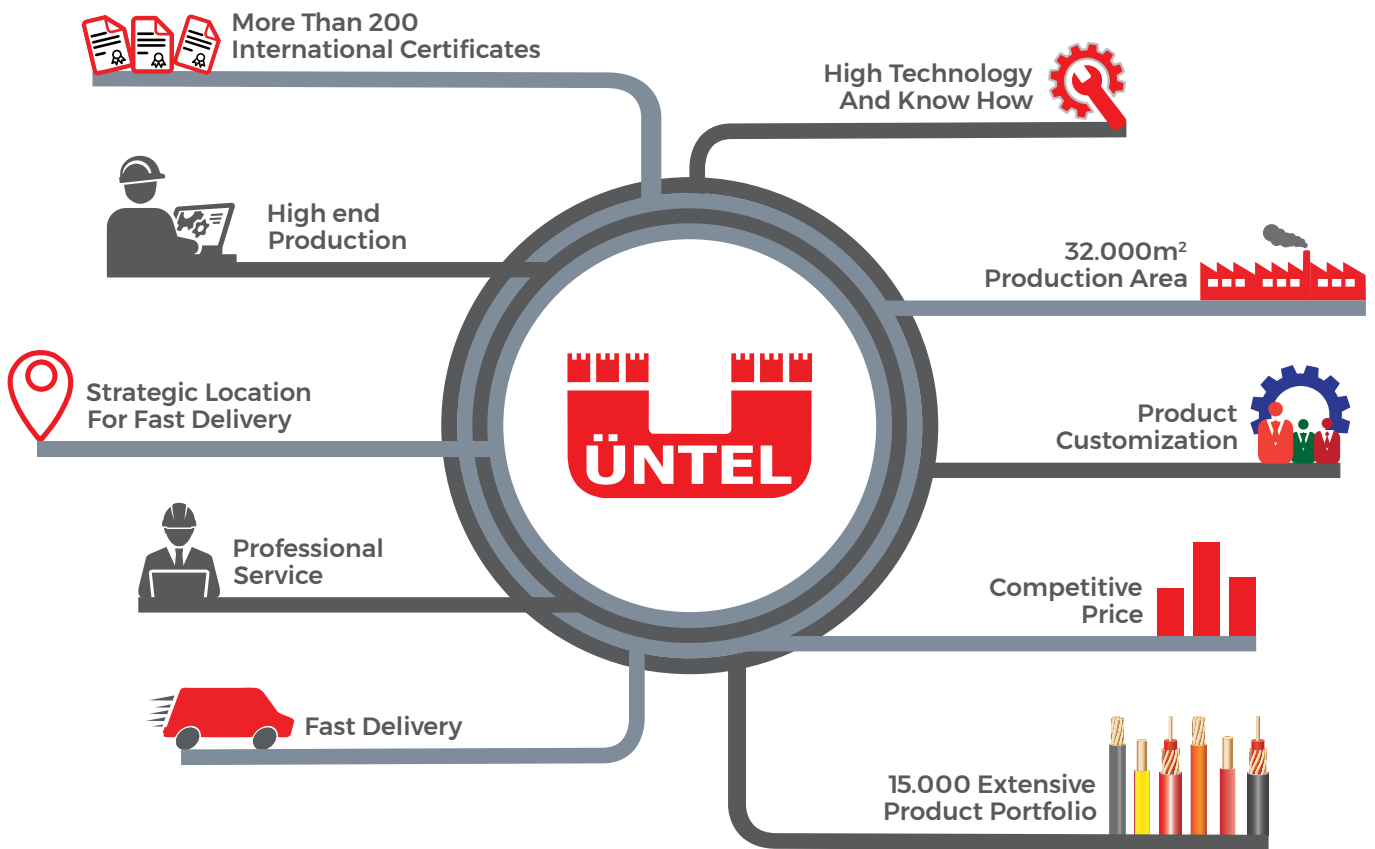 More Than 200
International Certificates
High Technology
And Know How
High end
Production
32.000m²
Production Area
Strategic Location
For Fast Delivery
Product
Customization
ÜNTEL
Professional
Service
Competitive
Price
Fast Delivery
15.000 Extensive
Product Portfolio